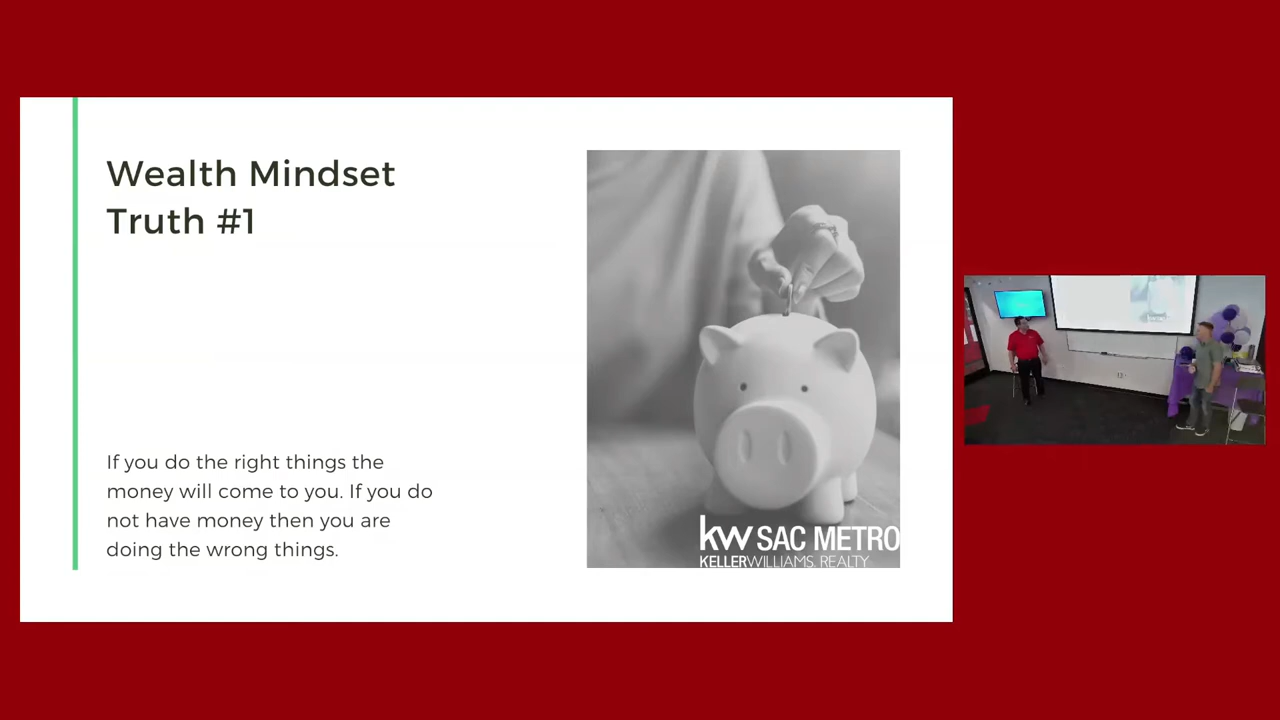 Wealth Mindset
Truth #1
If you do the right things the
money will come to you. If you do
not have money then you are
doing the wrong things.
kw SAC METRO
KELLERWILLIAMS. REALTY